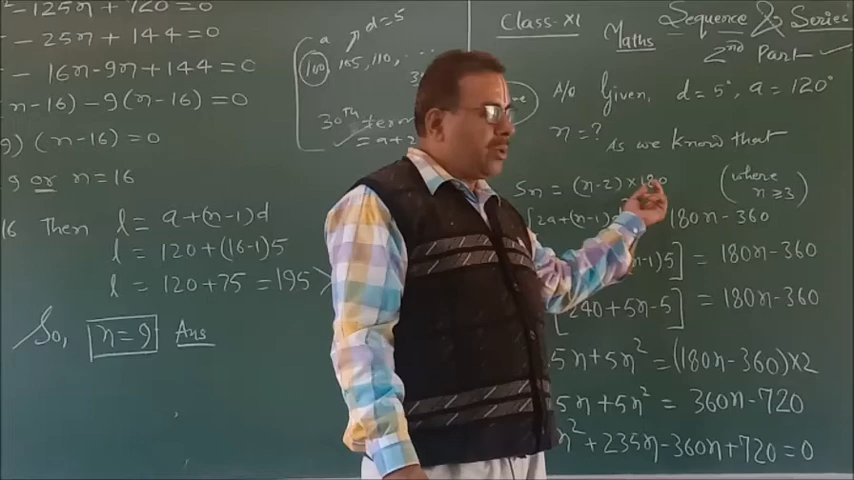 -125n + 720 = 0
- 25n + 144 = 0
- 16n - 9n + 144 = 0
n-16) - 9(n-16) = 0
9) (n-16) = 0
9 or n = 16
16 Then l = a+(n-1)d
l = 120+(16-1)5
l = 120+75 = 195
So, n=9 Ans
a d=5
100, 105, 110, ...
30th term
= a+2
Class-XI Maths Sequence & Series
2nd Part
A/Q Given, d = 5°, a = 120°
n = ? As we know that
Sn = (n-2)×180 (where n ≥ 3)
[2a+(n-1) 180n - 360
-1)5] = 180n-360
[240+5n-5] = 180n-360
5n+5n² = (180n-360)×2
5n+5n² = 360n-720
n²+235n-360n+720=0